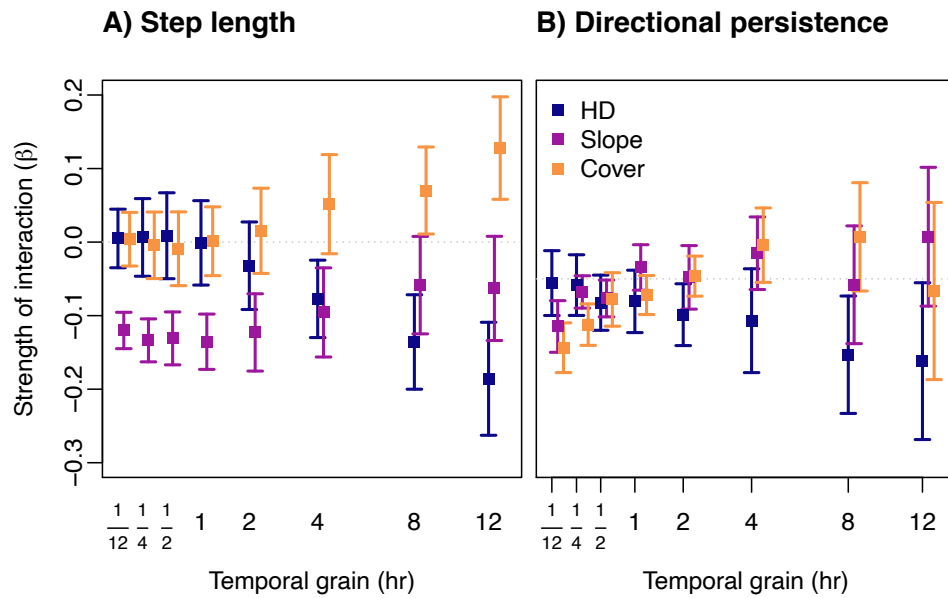 A) Step length
B) Directional persistence
Strength of interaction (β)
0.2
0.1
0.0
−0.1
−0.2
−0.3
HD
Slope
Cover
1/12 1/4 1/2 1 2 4 8 12
1/12 1/4 1/2 1 2 4 8 12
Temporal grain (hr)
Temporal grain (hr)